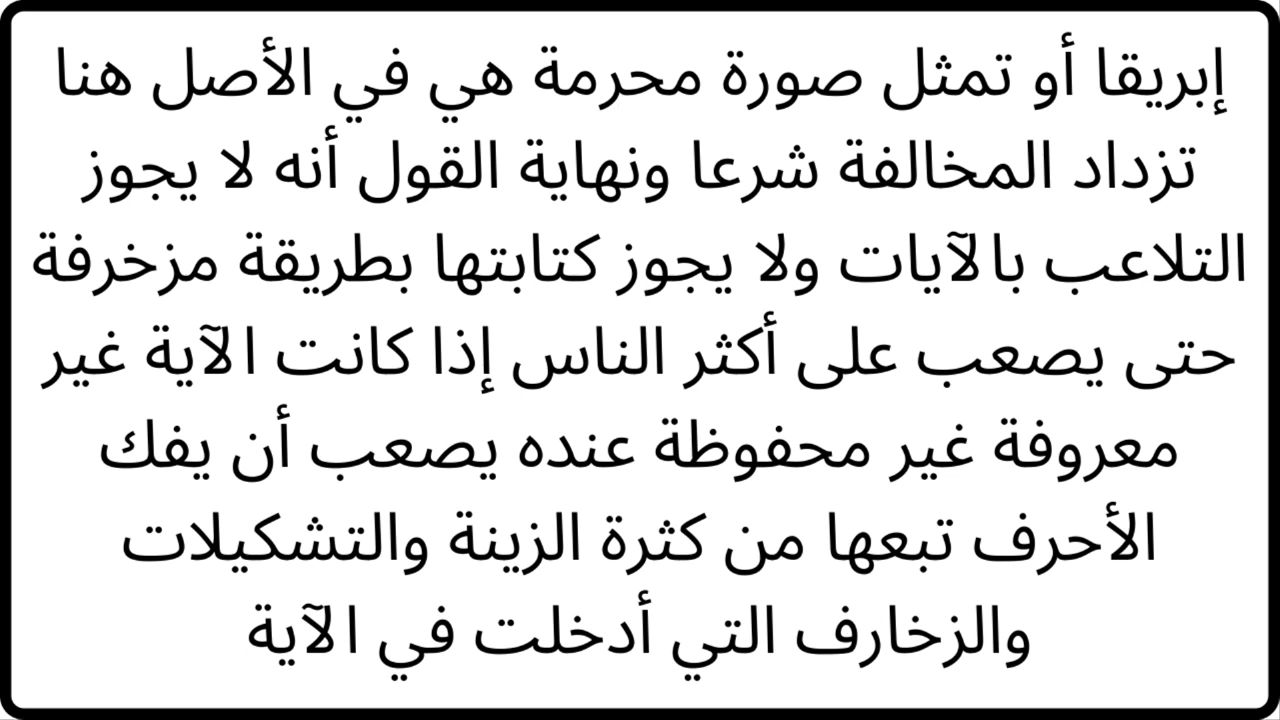 إبريقا أو تمثل صورة محرمة هي في الأصل هنا
تزداد المخالفة شرعا ونهاية القول أنه لا يجوز
التلاعب بالآيات ولا يجوز كتابتها بطريقة مزخرفة
حتى يصعب على أكثر الناس إذا كانت الآية غير
معروفة غير محفوظة عنده يصعب أن يفك
الأحرف تبعها من كثرة الزينة والتشكيلات
والزخارف التي أدخلت في الآية